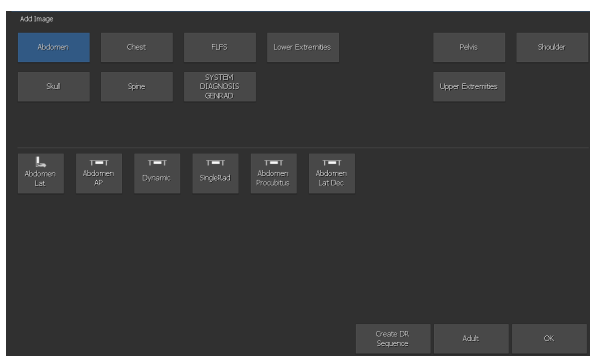 Add Image
Abdomen
Chest
FLFS
Lower Extremities
Pelvis
Shoulder
Skull
Spine
SYSTEM
DIAGNOSIS
GENRAD
Upper Extremities
Abdomen
Lat
Abdomen
AP
Dynamic
SingleRad
Abdomen
Procubitus
Abdomen
Lat Dec
Create DR
Sequence
Adult
OK